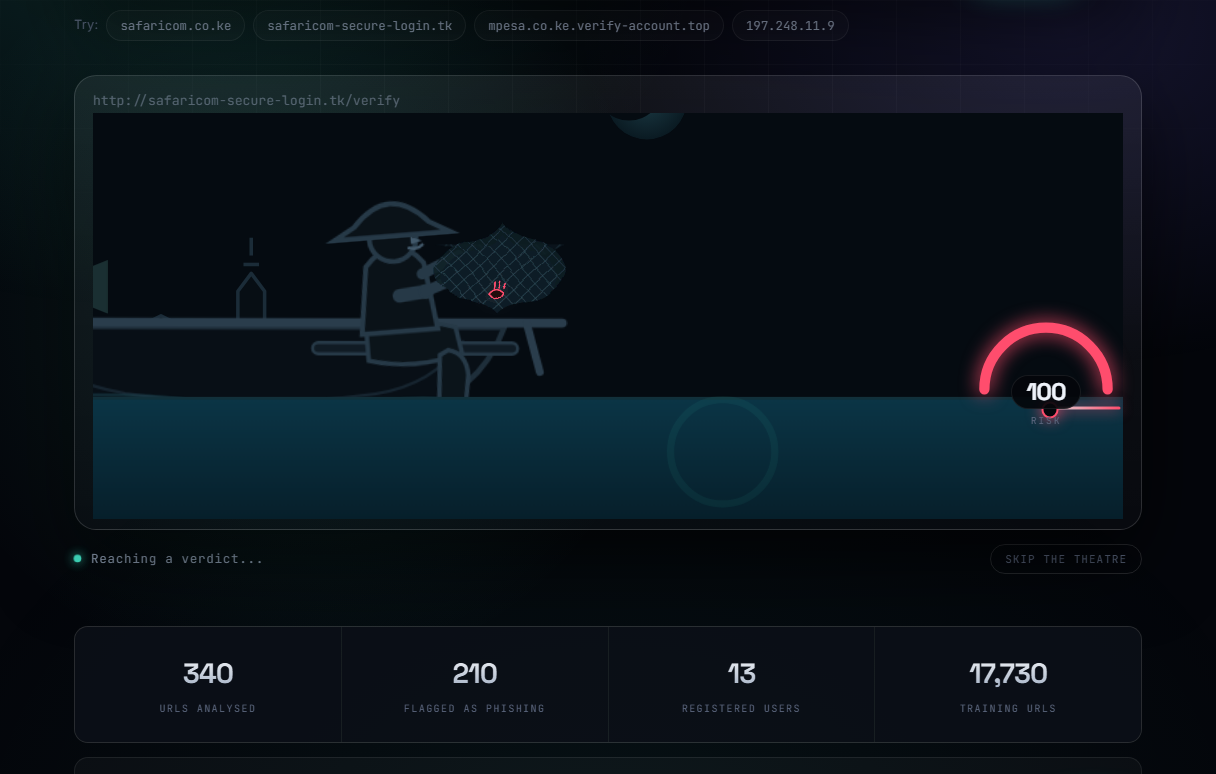 Try: safaricom.co.ke safaricom-secure-login.tk mpesa.co.ke.verify-account.top 197.248.11.9
http://safaricom-secure-login.tk/verify
100
RISK
Reaching a verdict...
SKIP THE THEATRE
340 210 13 17,730
URLS ANALYSED FLAGGED AS PHISHING REGISTERED USERS TRAINING URLS